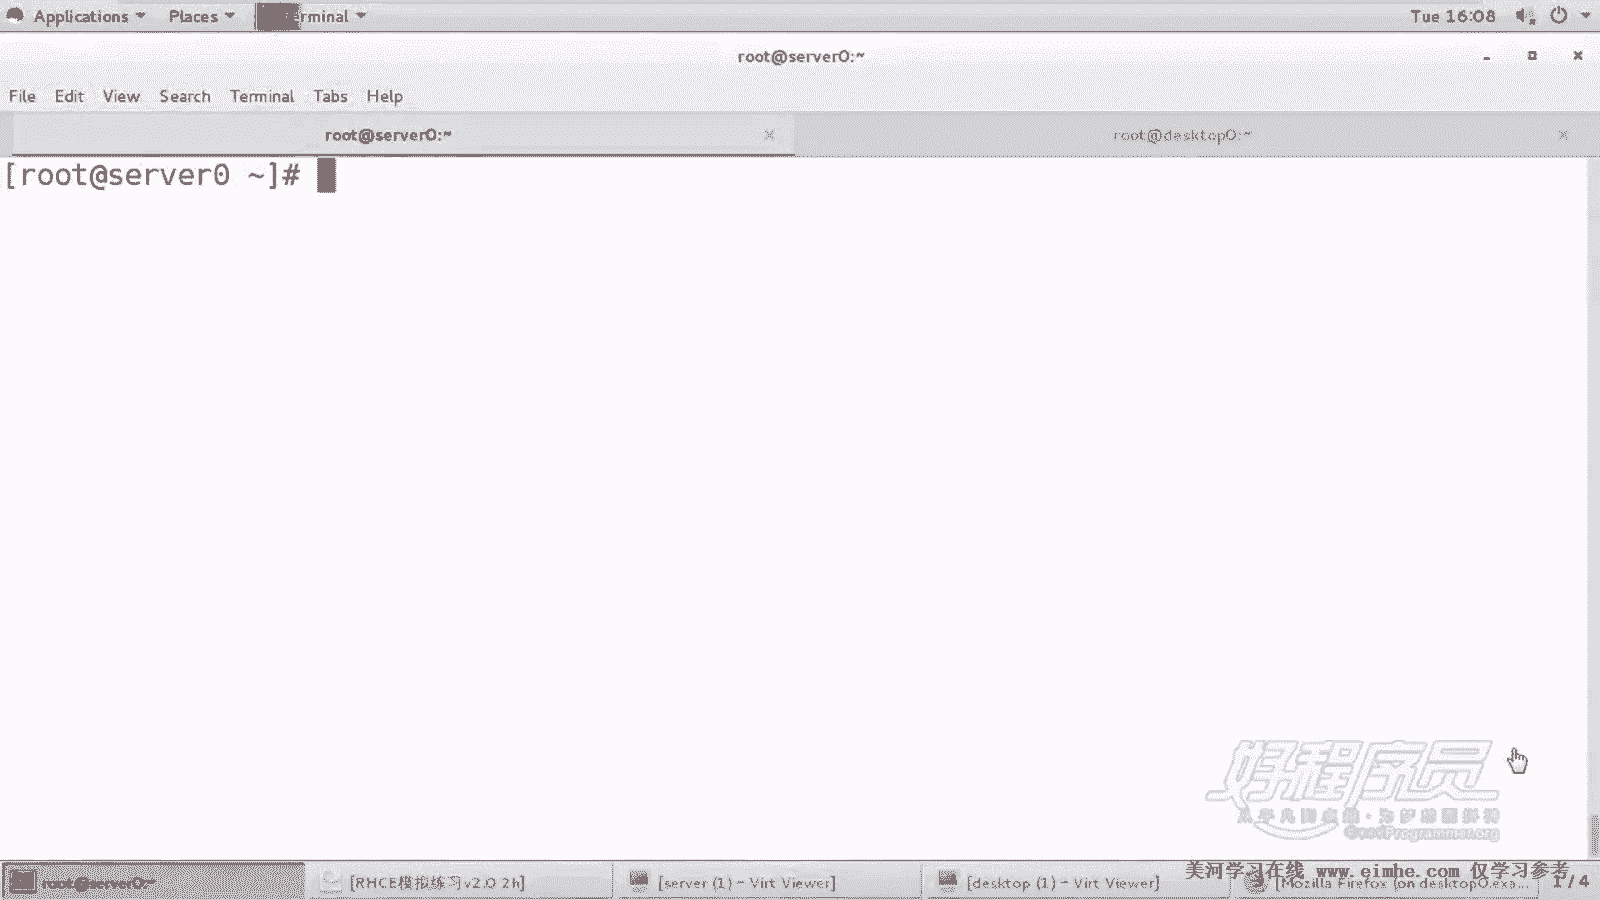 Applications Places Tue 16:08
root@server0:~
File Edit View Search Terminal Tabs Help
root@server0:~ root@desktop0:~
[root@server0 ~]#
好程序员
GoodProgrammer.org
美河学习在线 www.eimhe.com 仅学习参考
root@server0:~ [RHCE模拟练习v2.0 2h] [server (1) - Virt Viewer] [desktop (1) - Virt Viewer] [Mozilla Firefox (on desktop0.exa... 1 / 4